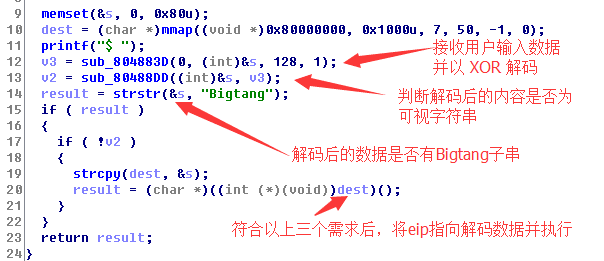 9 memset(&s, 0, 0x80u);
10 dest = (char *)mmap((void *)0x80000000, 0x1000u, 7, 50, -1, 0);
11 printf("$ ");
接收用户输入数据
并以 XOR 解码
12 v3 = sub_804883D(0, (int)&s, 128, 1);
13 v2 = sub_80488DD((int)&s, v3);
判断解码后的内容是否为
可视字符串
14 result = strstr(&s, "Bigtang");
15 if ( result )
16 {
解码后的数据是否有Bigtang子串
17 if ( !v2 )
18 {
19 strcpy(dest, &s);
20 result = (char *)((int (*)(void))dest)();
21 }
符合以上三个需求后，将eip指向解码数据并执行
22 }
23 return result;
24 }